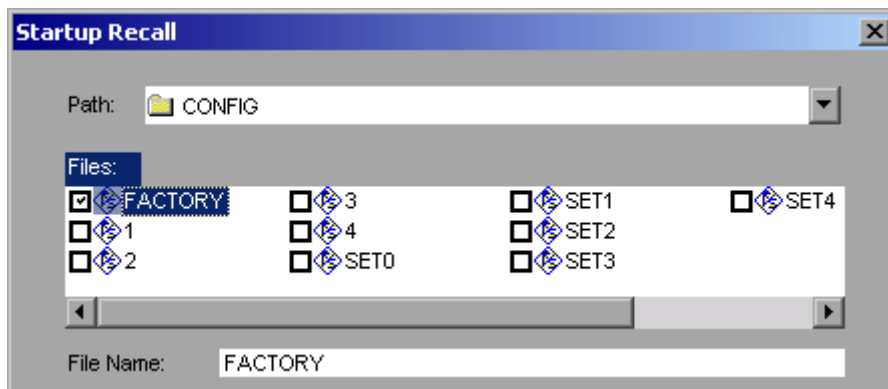 Startup Recall
Path: CONFIG
Files:
FACTORY 3 SET1 SET4
1 4 SET2
2 SET0 SET3
File Name: FACTORY